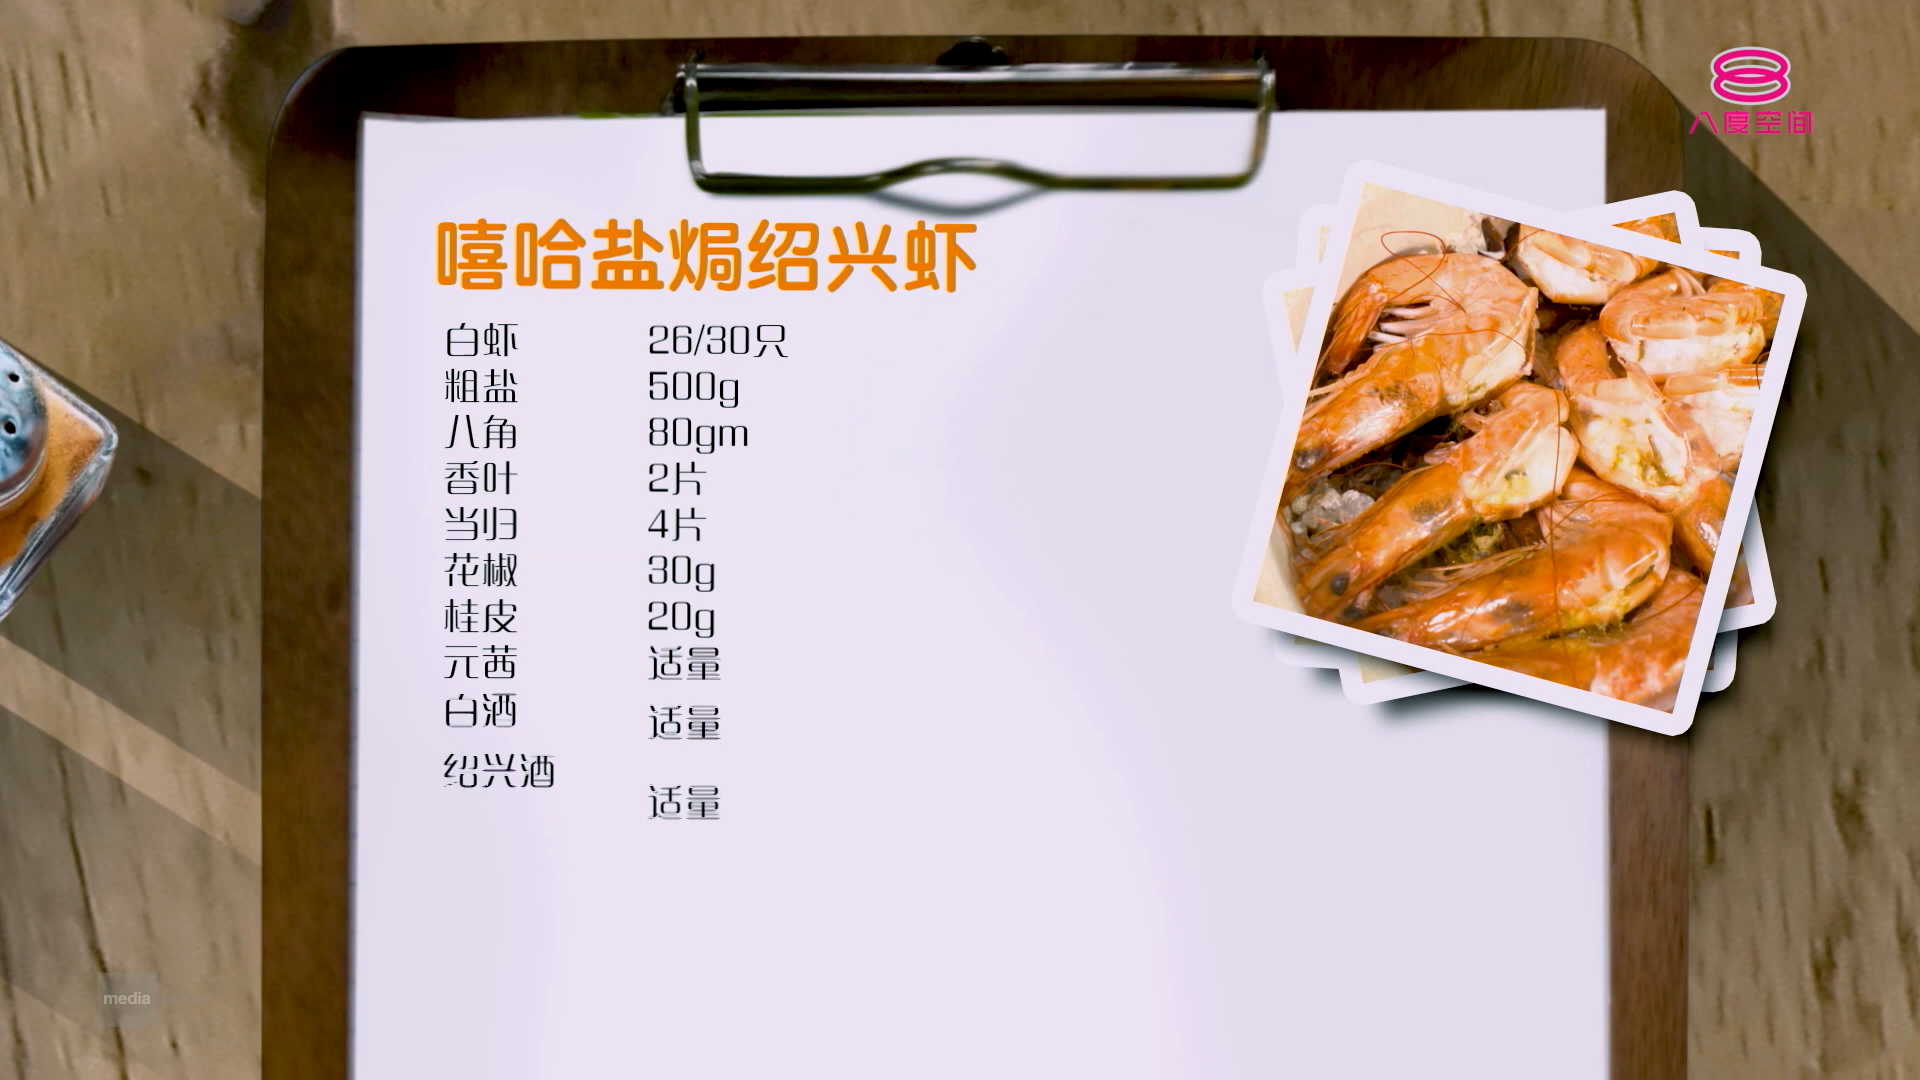 八度空间
嘻哈盐焗绍兴虾
白虾 26/30只
粗盐 500g
八角 80gm
香叶 2片
当归 4片
花椒 30g
桂皮 20g
元茜 适量
白酒 适量
绍兴酒 适量
media